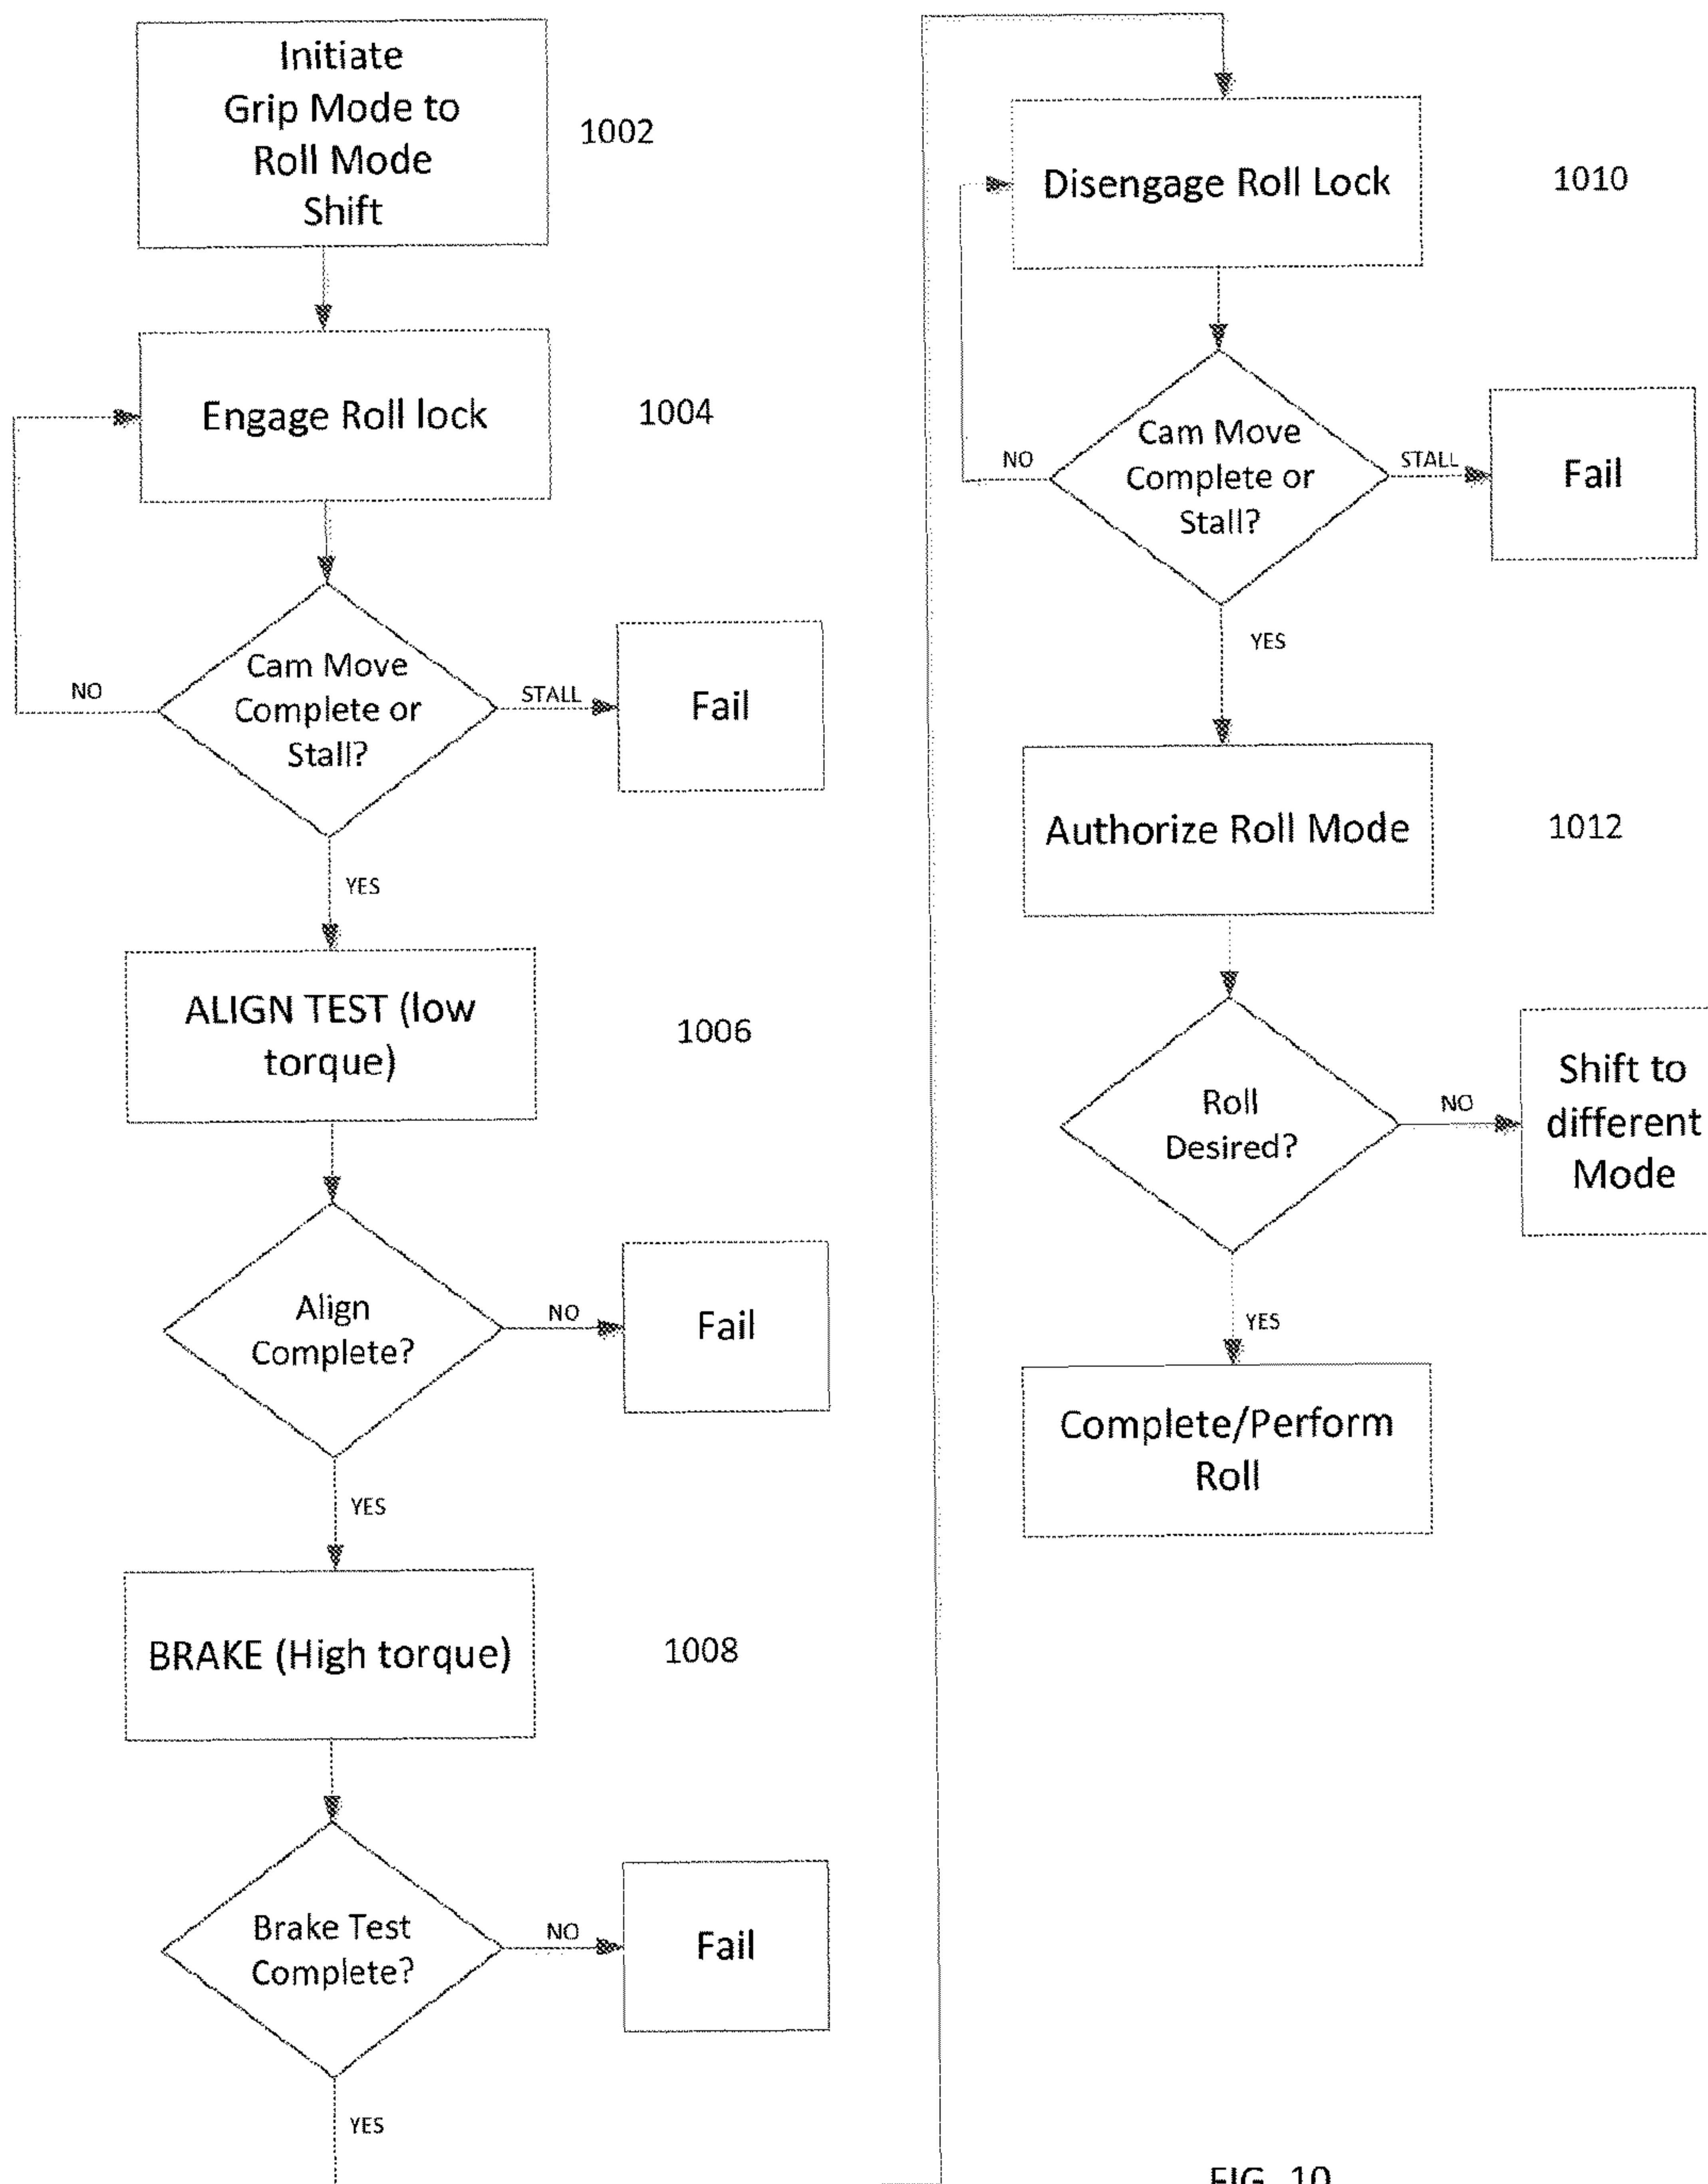 Initiate
Grip Mode to
Roll Mode
Shift
1002
Engage Roll lock
1004
Cam Move
Complete or
Stall?
NO
STALL
Fail
YES
ALIGN TEST (low
torque)
1006
Align
Complete?
NO
Fail
YES
BRAKE (High torque)
1008
Brake Test
Complete?
NO
Fail
YES
Disengage Roll Lock
1010
Cam Move
Complete or
Stall?
NO
STALL
Fail
YES
Authorize Roll Mode
1012
Roll
Desired?
NO
Shift to
different
Mode
YES
Complete/Perform
Roll
FIG. 10